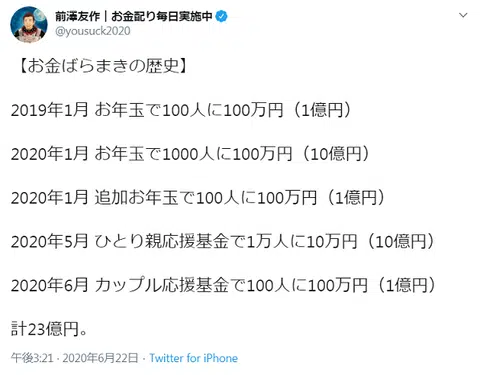 前澤友作｜お金配り毎日実施中
@yousuck2020
【お金ばらまきの歴史】
2019年1月 お年玉で100人に100万円（1億円）
2020年1月 お年玉で1000人に100万円（10億円）
2020年1月 追加お年玉で100人に100万円（1億円）
2020年5月 ひとり親応援基金で1万人に10万円（10億円）
2020年6月 カップル応援基金で100人に100万円（1億円）
計23億円。
午後3:21 · 2020年6月22日 · Twitter for iPhone